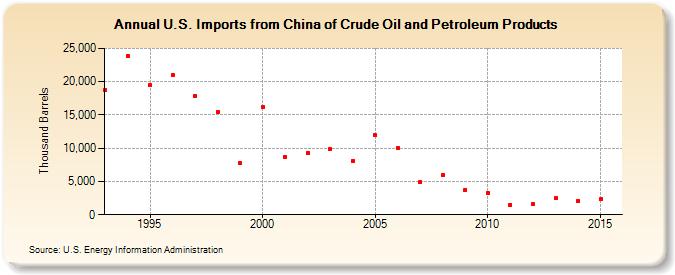 Annual U.S. Imports from China of Crude Oil and Petroleum Products
Thousand Barrels
25,000
20,000
15,000
10,000
5,000
0
1995 2000 2005 2010 2015
Source: U.S. Energy Information Administration